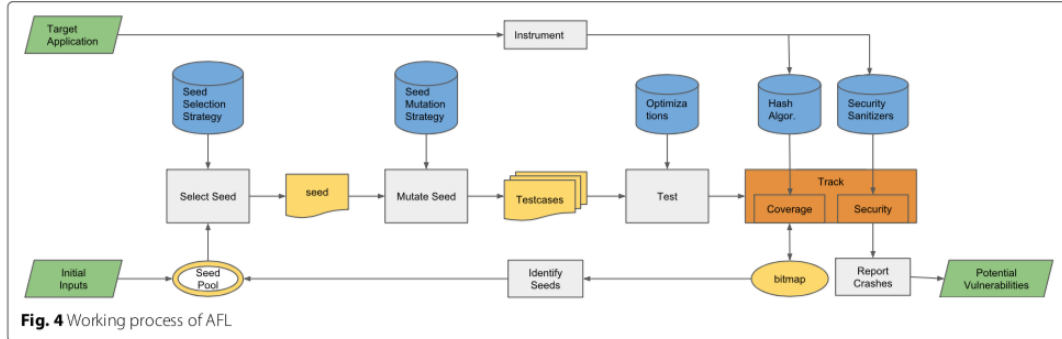 Target
Application
Instrument
Seed
Selection
Strategy
Seed
Mutation
Strategy
Optimiza
tions
Hash
Algor.
Security
Sanitizers
Select Seed
seed
Mutate Seed
Testcases
Test
Track
Coverage
Security
Initial
Inputs
Seed
Pool
Identify
Seeds
bitmap
Report
Crashes
Potential
Vulnerabilities
Fig. 4 Working process of AFL